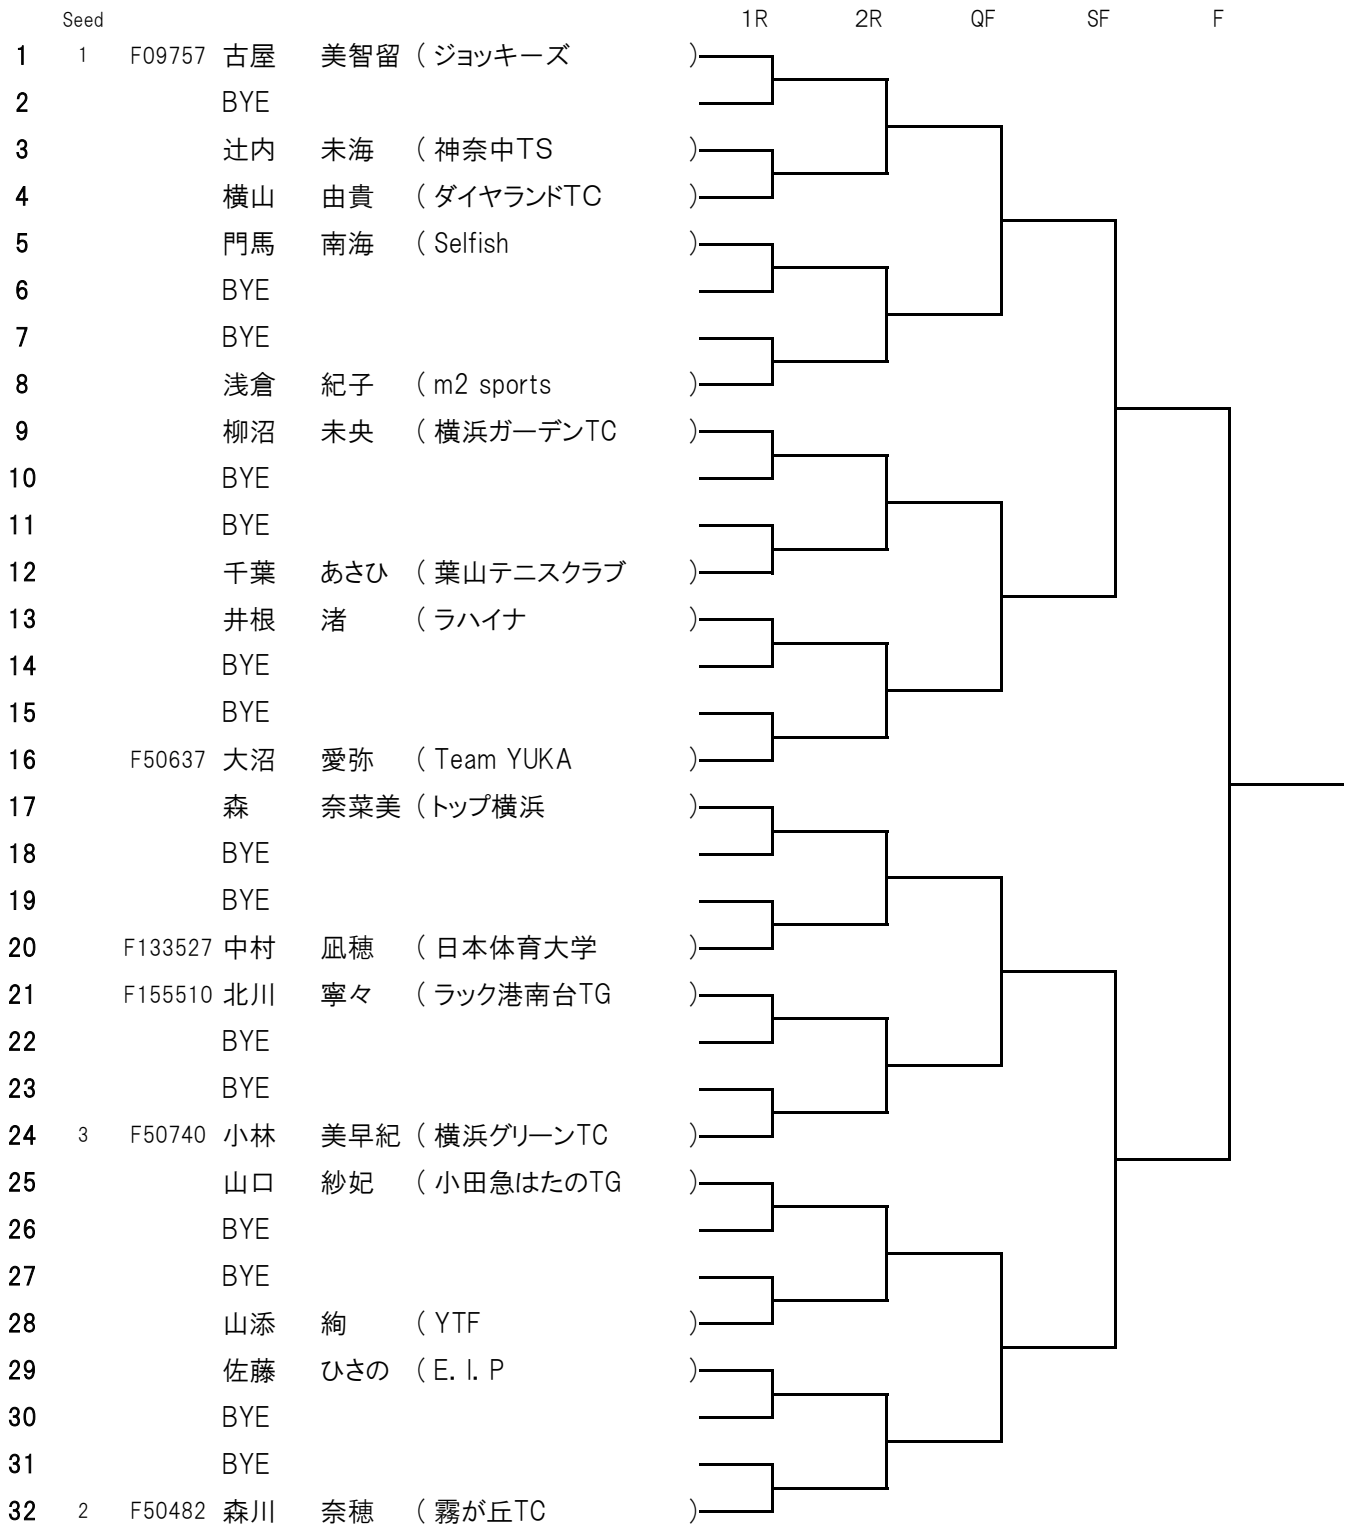 Seed 1R 2R QF SF F
1 1 F09757 古屋 美智留 ( ジョッキーズ )
2 BYE
3 辻内 未海 ( 神奈中TS )
4 横山 由貴 ( ダイヤランドTC )
5 門馬 南海 ( Selfish )
6 BYE
7 BYE
8 浅倉 紀子 ( m2 sports )
9 柳沼 未央 ( 横浜ガーデンTC )
10 BYE
11 BYE
12 千葉 あさひ ( 葉山テニスクラブ )
13 井根 渚 ( ラハイナ )
14 BYE
15 BYE
16 F50637 大沼 愛弥 ( Team YUKA )
17 森 奈菜美 ( トップ横浜 )
18 BYE
19 BYE
20 F133527 中村 凪穂 ( 日本体育大学 )
21 F155510 北川 寧々 ( ラック港南台TG )
22 BYE
23 BYE
24 3 F50740 小林 美早紀 ( 横浜グリーンTC )
25 山口 紗妃 ( 小田急はたのTG )
26 BYE
27 BYE
28 山添 絢 ( YTF )
29 佐藤 ひさの ( E. I. P )
30 BYE
31 BYE
32 2 F50482 森川 奈穂 ( 霧が丘TC )